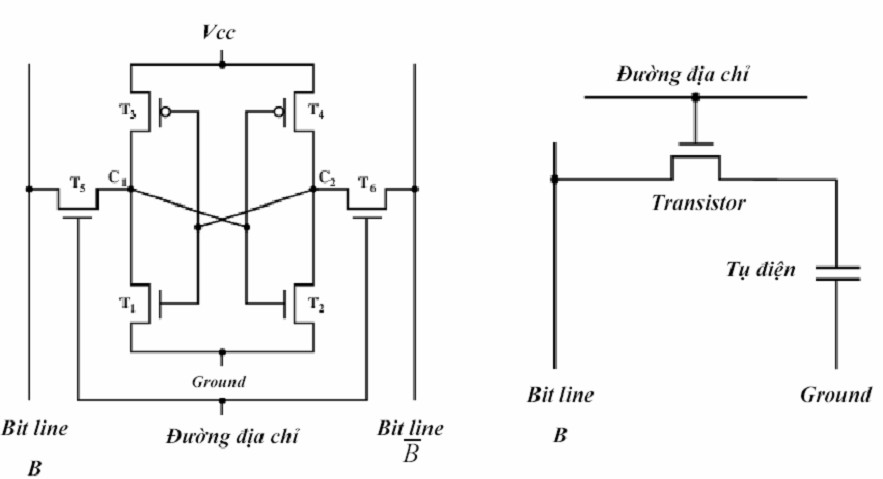 Vcc
T3
T4
T5
C1
C2
T6
T1
T2
Ground
Bit line
B
Đường địa chỉ
Bit line
B̅
Đường địa chỉ
Transistor
Tụ điện
Bit line
B
Ground